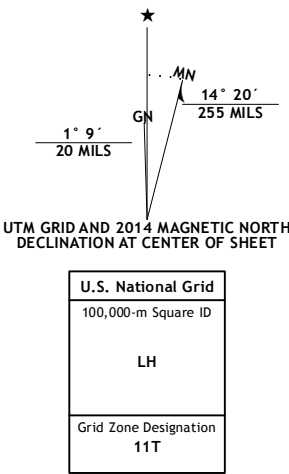 ★
MN
GN
14° 20´
255 MILS
1° 9´
20 MILS
UTM GRID AND 2014 MAGNETIC NORTH
DECLINATION AT CENTER OF SHEET
U.S. National Grid
100,000-m Square ID
LH
Grid Zone Designation
11T